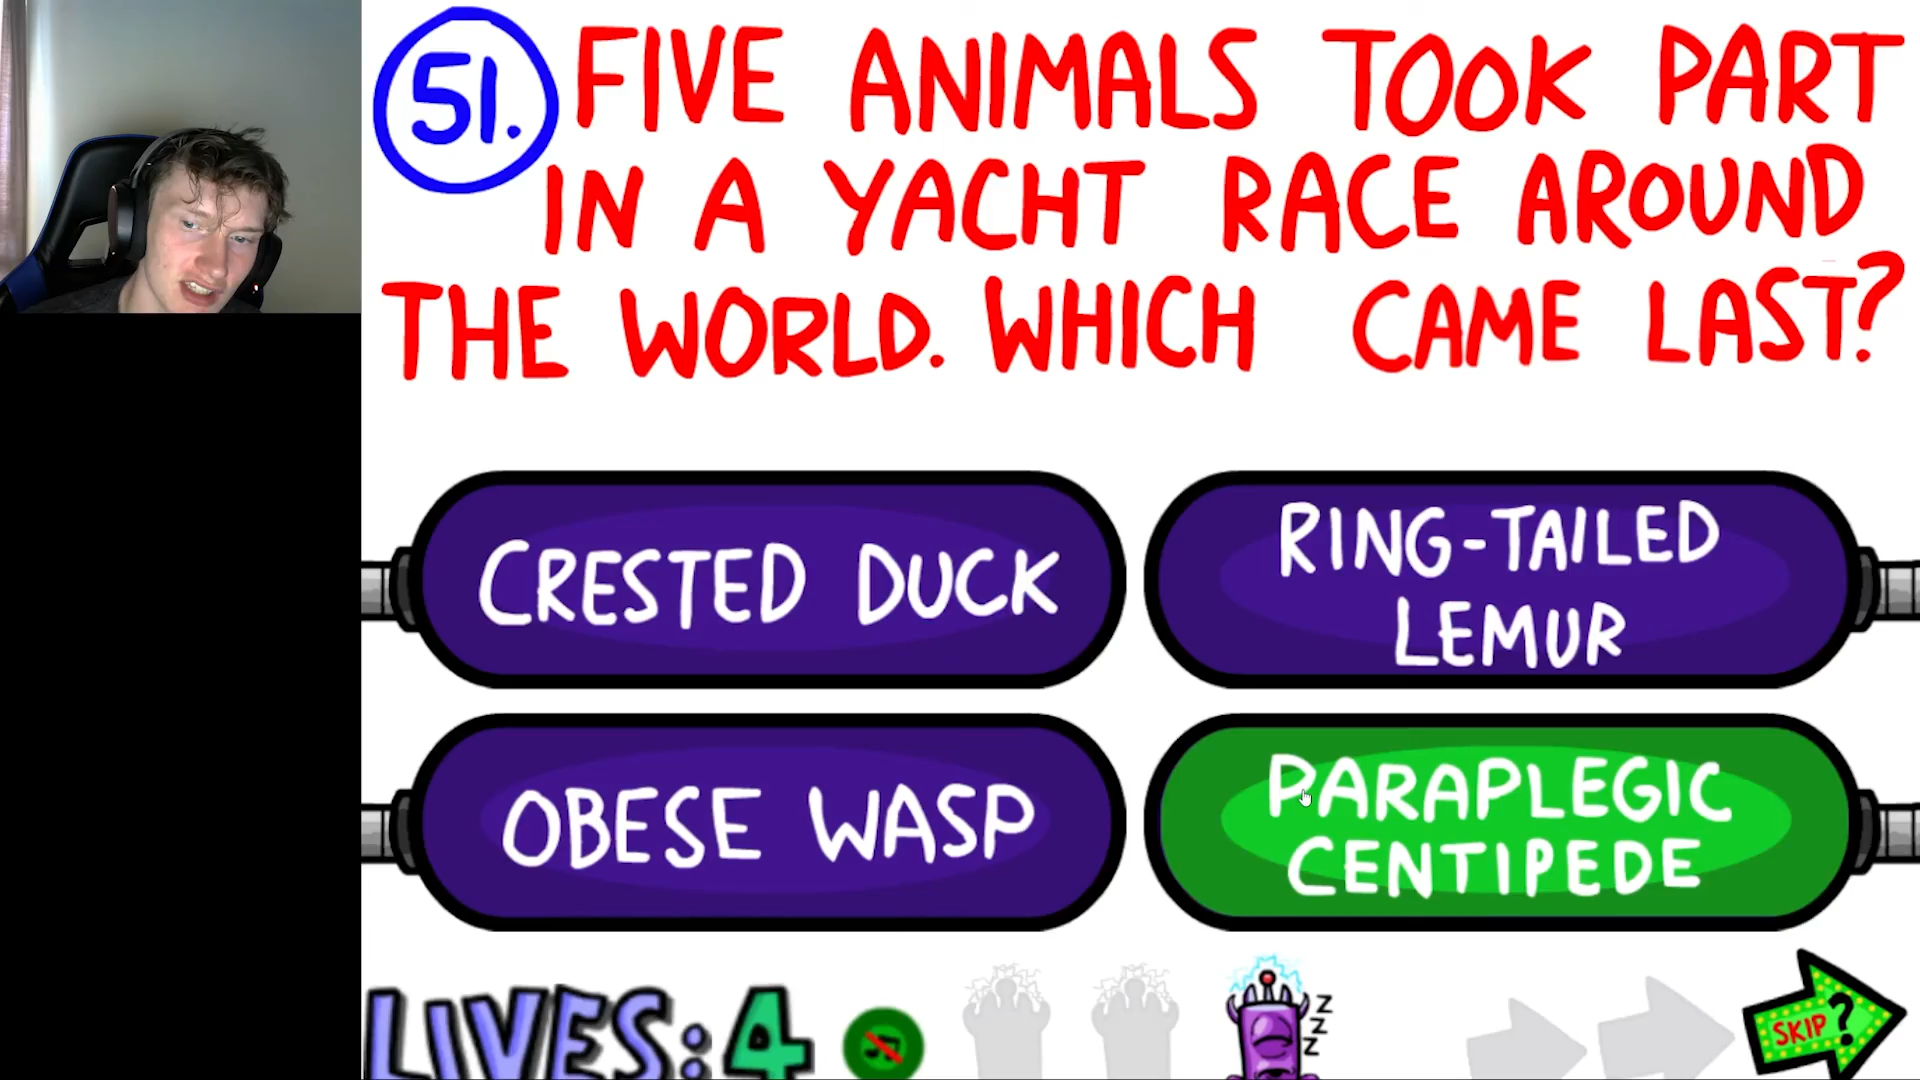 51. FIVE ANIMALS TOOK PART
IN A YACHT RACE AROUND
THE WORLD. WHICH CAME LAST?
CRESTED DUCK
RING-TAILED
LEMUR
OBESE WASP
PARAPLEGIC
CENTIPEDE
LIVES: 4
Z
Z
Z
SKIP?